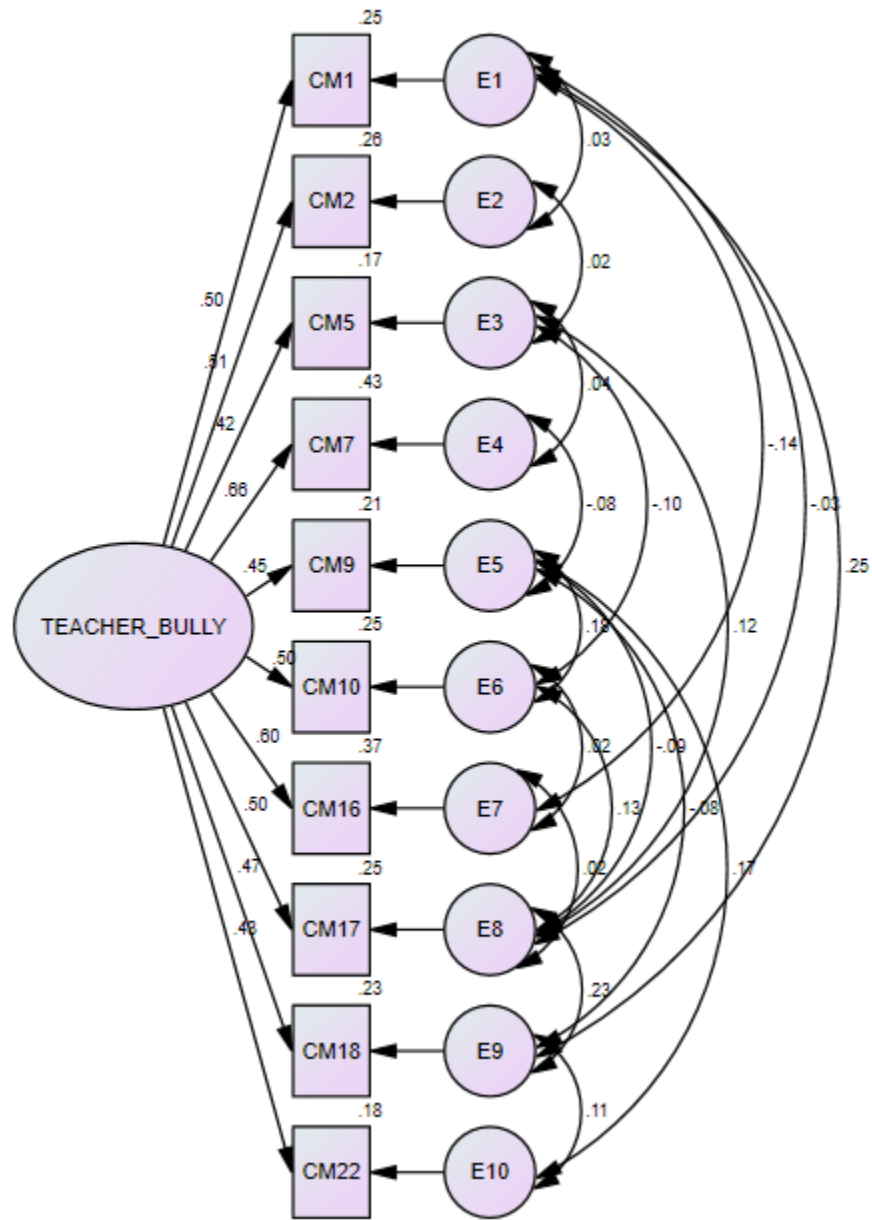 .25
CM1 E1
.26 .03
CM2 E2
.17 .02
.50
CM5 E3
.51 .43 .04
.42 CM7 E4 -.14
.66 .21 -.08 -.10 -.03
.45 CM9 E5 .25
TEACHER_BULLY .25 .18 .12
.50 CM10 E6
.60 .37 .02 -.09
.50 CM16 E7 .13 -.08
.47 .25 .02 .17
CM17 E8
.23 .23
CM18 E9
.18 .11
CM22 E10